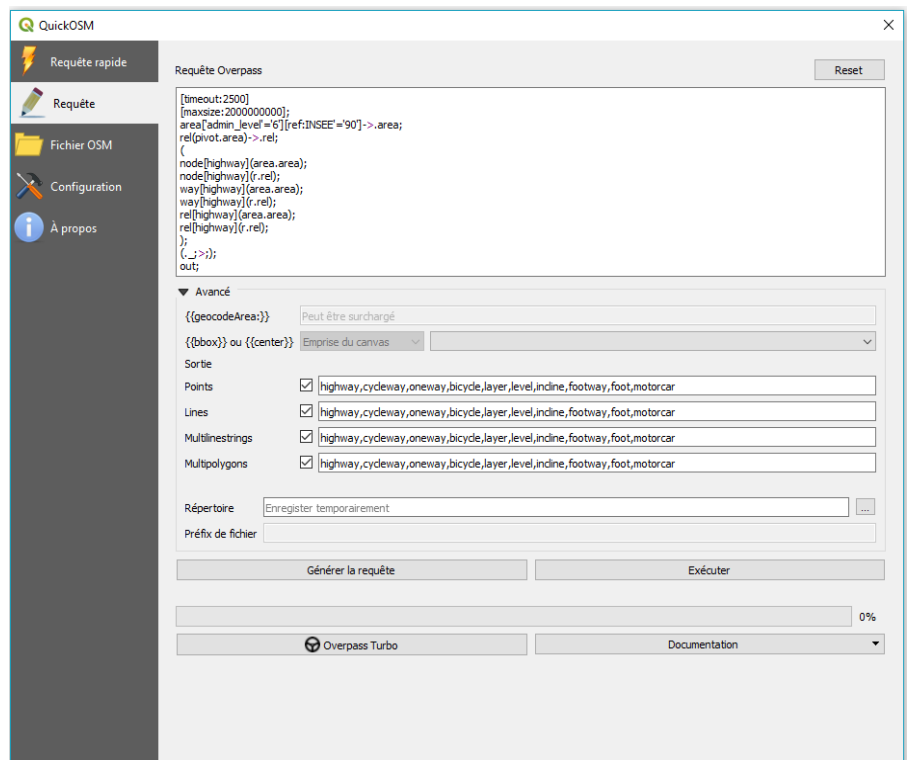 QuickOSM
Requête rapide
Requête
Fichier OSM
Configuration
À propos
Requête Overpass
Reset
[timeout:2500]
[maxsize:2000000000];
area['admin_level'='6'][ref:INSEE'='90']->.area;
rel(pivot.area)->.rel;
(
node[highway](area.area);
node[highway](r.rel);
way[highway](area.area);
way[highway](r.rel);
rel[highway](area.area);
rel[highway](r.rel);
);
(._;>;);
out;
Avancé
{{geocodeArea:}} Peut être surchargé
{{bbox}} ou {{center}} Emprise du canvas
Sortie
Points highway,cycleway,oneway,bicycle,layer,level,incline,footway,foot,motorcar
Lines highway,cycleway,oneway,bicycle,layer,level,incline,footway,foot,motorcar
Multilinestrings highway,cycleway,oneway,bicycle,layer,level,incline,footway,foot,motorcar
Multipolygons highway,cycleway,oneway,bicycle,layer,level,incline,footway,foot,motorcar
Répertoire Enregister temporairement ...
Préfix de fichier
Générer la requête Exécuter
0%
Overpass Turbo Documentation